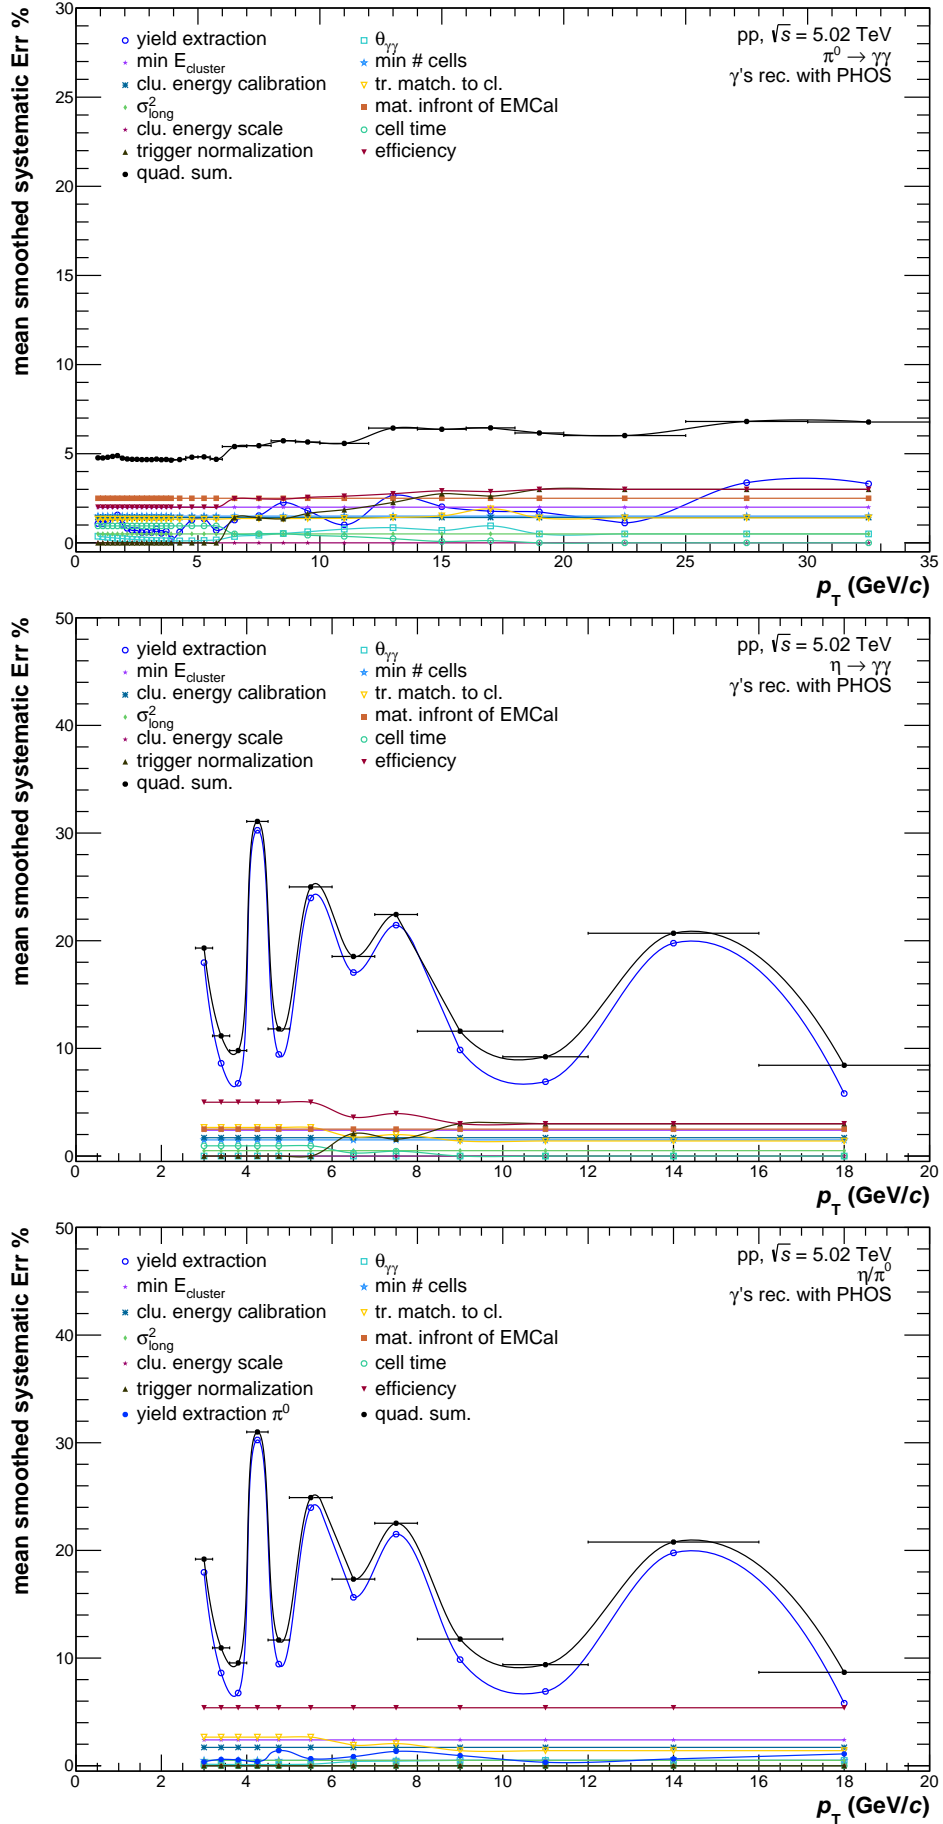 mean smoothed systematic Err %
30
25
20
15
10
5
0
yield extraction
min E_cluster
clu. energy calibration
σ²_long
clu. energy scale
trigger normalization
quad. sum.
θ_γγ
min # cells
tr. match. to cl.
mat. infront of EMCal
cell time
efficiency
pp, √s = 5.02 TeV
π⁰ → γγ
γ's rec. with PHOS
0 5 10 15 20 25 30 35
p_T (GeV/c)
mean smoothed systematic Err %
50
40
30
20
10
0
yield extraction
min E_cluster
clu. energy calibration
σ²_long
clu. energy scale
trigger normalization
quad. sum.
θ_γγ
min # cells
tr. match. to cl.
mat. infront of EMCal
cell time
efficiency
pp, √s = 5.02 TeV
η → γγ
γ's rec. with PHOS
0 2 4 6 8 10 12 14 16 18 20
p_T (GeV/c)
mean smoothed systematic Err %
50
40
30
20
10
0
yield extraction
min E_cluster
clu. energy calibration
σ²_long
clu. energy scale
trigger normalization
yield extraction π⁰
θ_γγ
min # cells
tr. match. to cl.
mat. infront of EMCal
cell time
efficiency
quad. sum.
pp, √s = 5.02 TeV
η/π⁰
γ's rec. with PHOS
0 2 4 6 8 10 12 14 16 18 20
p_T (GeV/c)